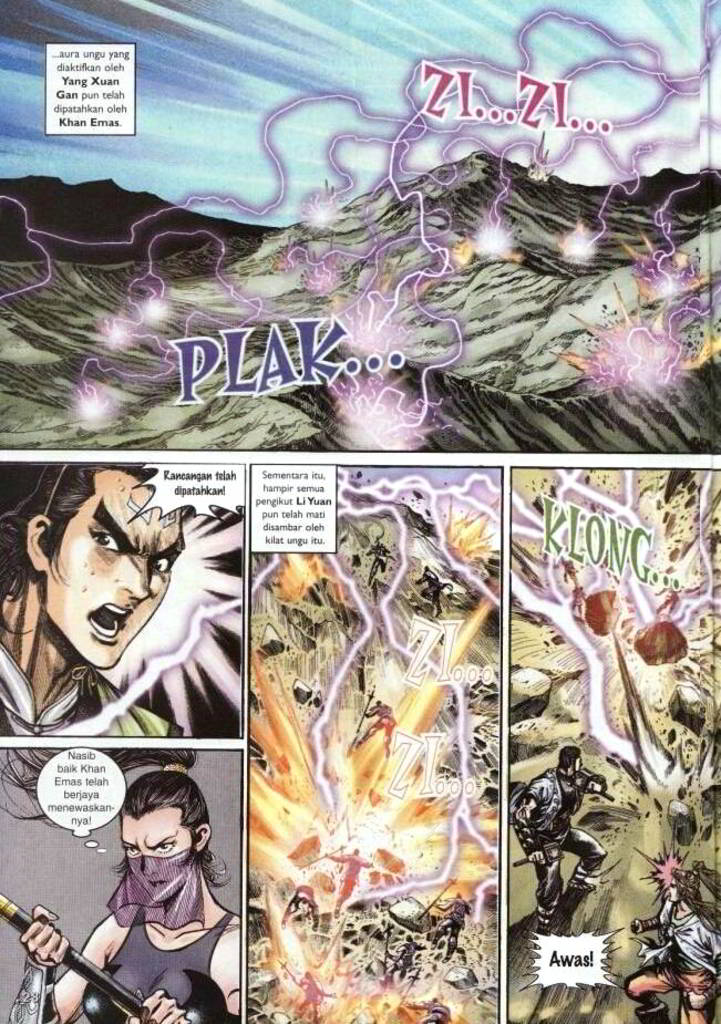 ...aura ungu yang
diaktifkan oleh
Yang Xuan
Gan pun telah
dipatahkan oleh
Khan Emas.
ZI...ZI...
PLAK...
Rancangan telah
dipatahkan!
Sementara itu,
hampir semua
pengikut Li Yuan
pun telah mati
disambar oleh
kilat ungu itu.
ZI...
ZI...
KLONG...
Nasib
baik Khan
Emas telah
berjaya
menewaskan-
nya!
Awas!